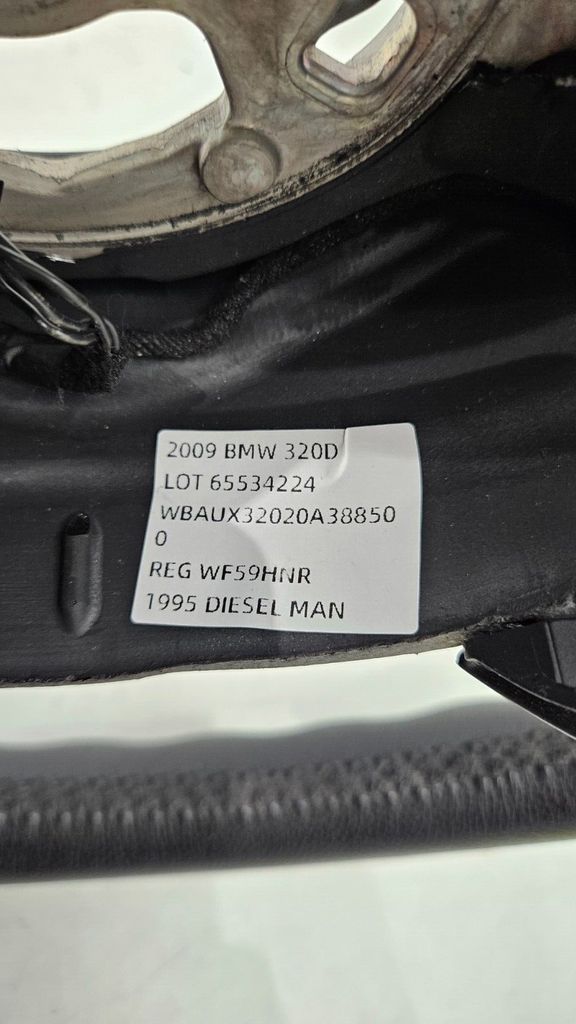 2009 BMW 320D
LOT 65534224
WBAUX32020A38850
0
REG WF59HNR
1995 DIESEL MAN